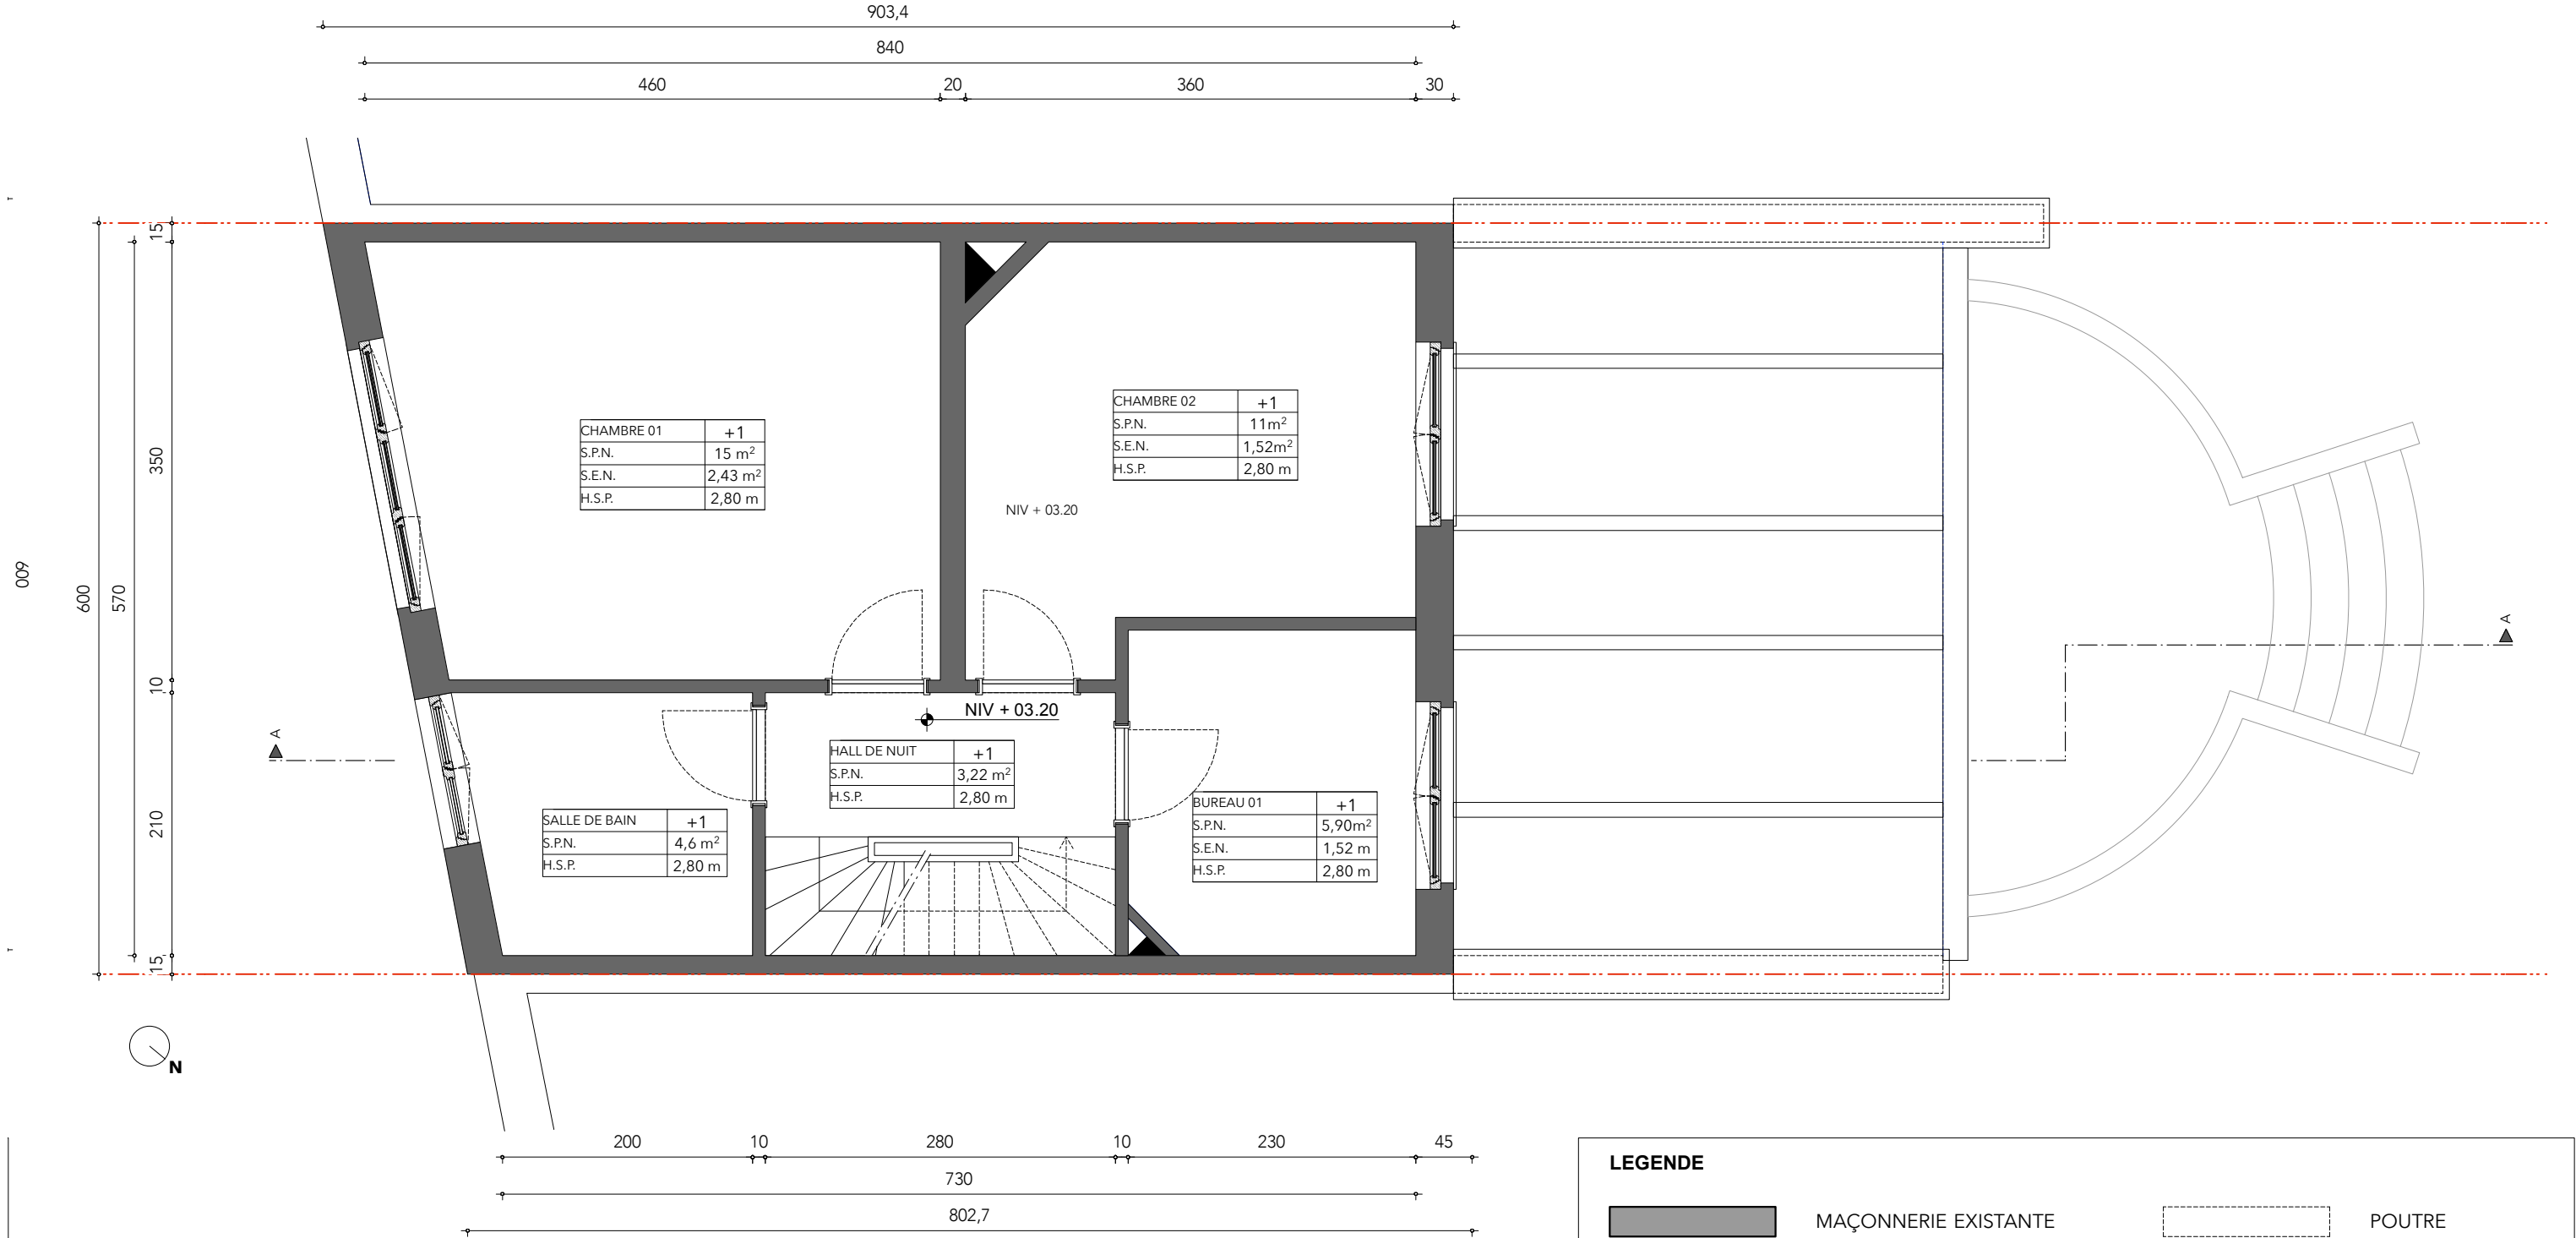 903,4
840
460 20 360 30
15
350
10
210
15
570
600
600
CHAMBRE 01 +1
S.P.N. 15 m²
S.E.N. 2,43 m²
H.S.P. 2,80 m
CHAMBRE 02 +1
S.P.N. 11m²
S.E.N. 1,52m²
H.S.P. 2,80 m
NIV + 03.20
NIV + 03.20
HALL DE NUIT +1
S.P.N. 3,22 m²
H.S.P. 2,80 m
SALLE DE BAIN +1
S.P.N. 4,6 m²
H.S.P. 2,80 m
BUREAU 01 +1
S.P.N. 5,90m²
S.E.N. 1,52 m
H.S.P. 2,80 m
A
A
N
200 10 280 10 230 45
730
802,7
LEGENDE
MAÇONNERIE EXISTANTE POUTRE